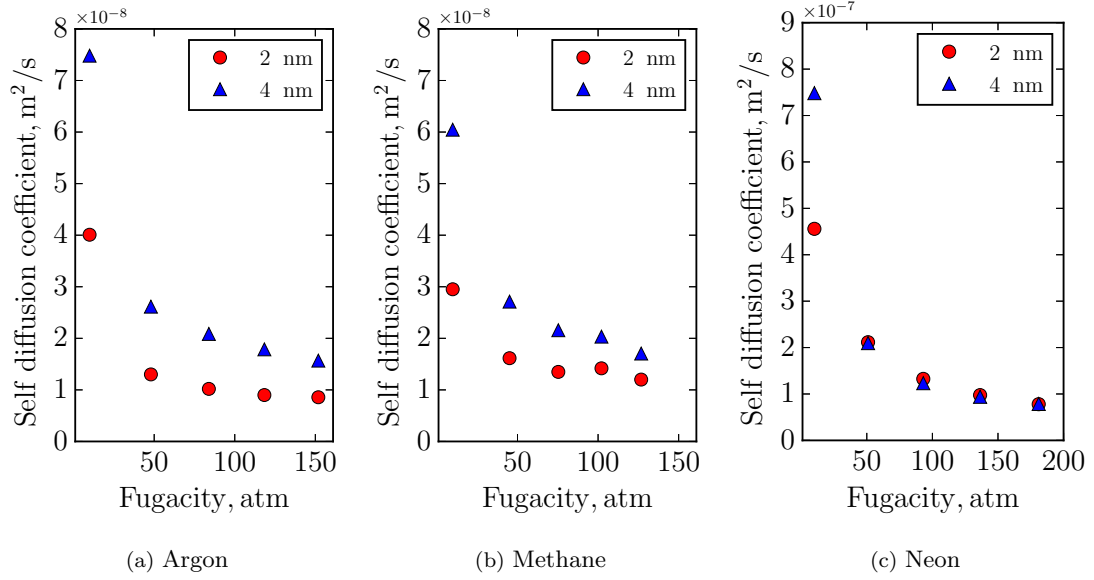 ×10⁻⁸
Self diffusion coefficient, m²/s
8
7
6
5
4
3
2
1
0
50
100
150
Fugacity, atm
2 nm
4 nm
(a) Argon
×10⁻⁸
Self diffusion coefficient, m²/s
8
7
6
5
4
3
2
1
0
50
100
150
Fugacity, atm
2 nm
4 nm
(b) Methane
×10⁻⁷
Self diffusion coefficient, m²/s
9
8
7
6
5
4
3
2
1
0
50
100
150
200
Fugacity, atm
2 nm
4 nm
(c) Neon